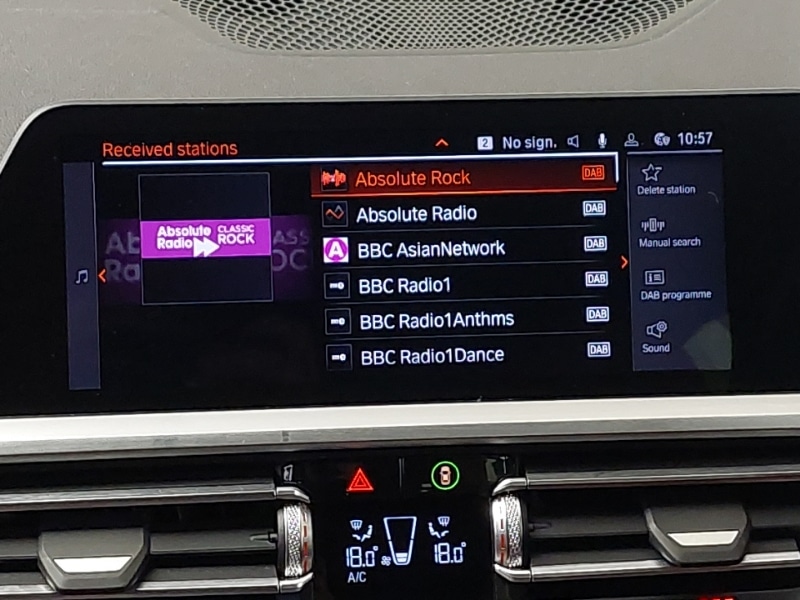 Received stations
2 No sign. 10:57
Absolute Radio CLASSIC ROCK
Absolute Rock DAB
Absolute Radio DAB
A BBC AsianNetwork DAB
BBC Radio1 DAB
BBC Radio1Anthms DAB
BBC Radio1Dance DAB
Delete station
Manual search
DAB programme
Sound
18.0° 18.0°
A/C